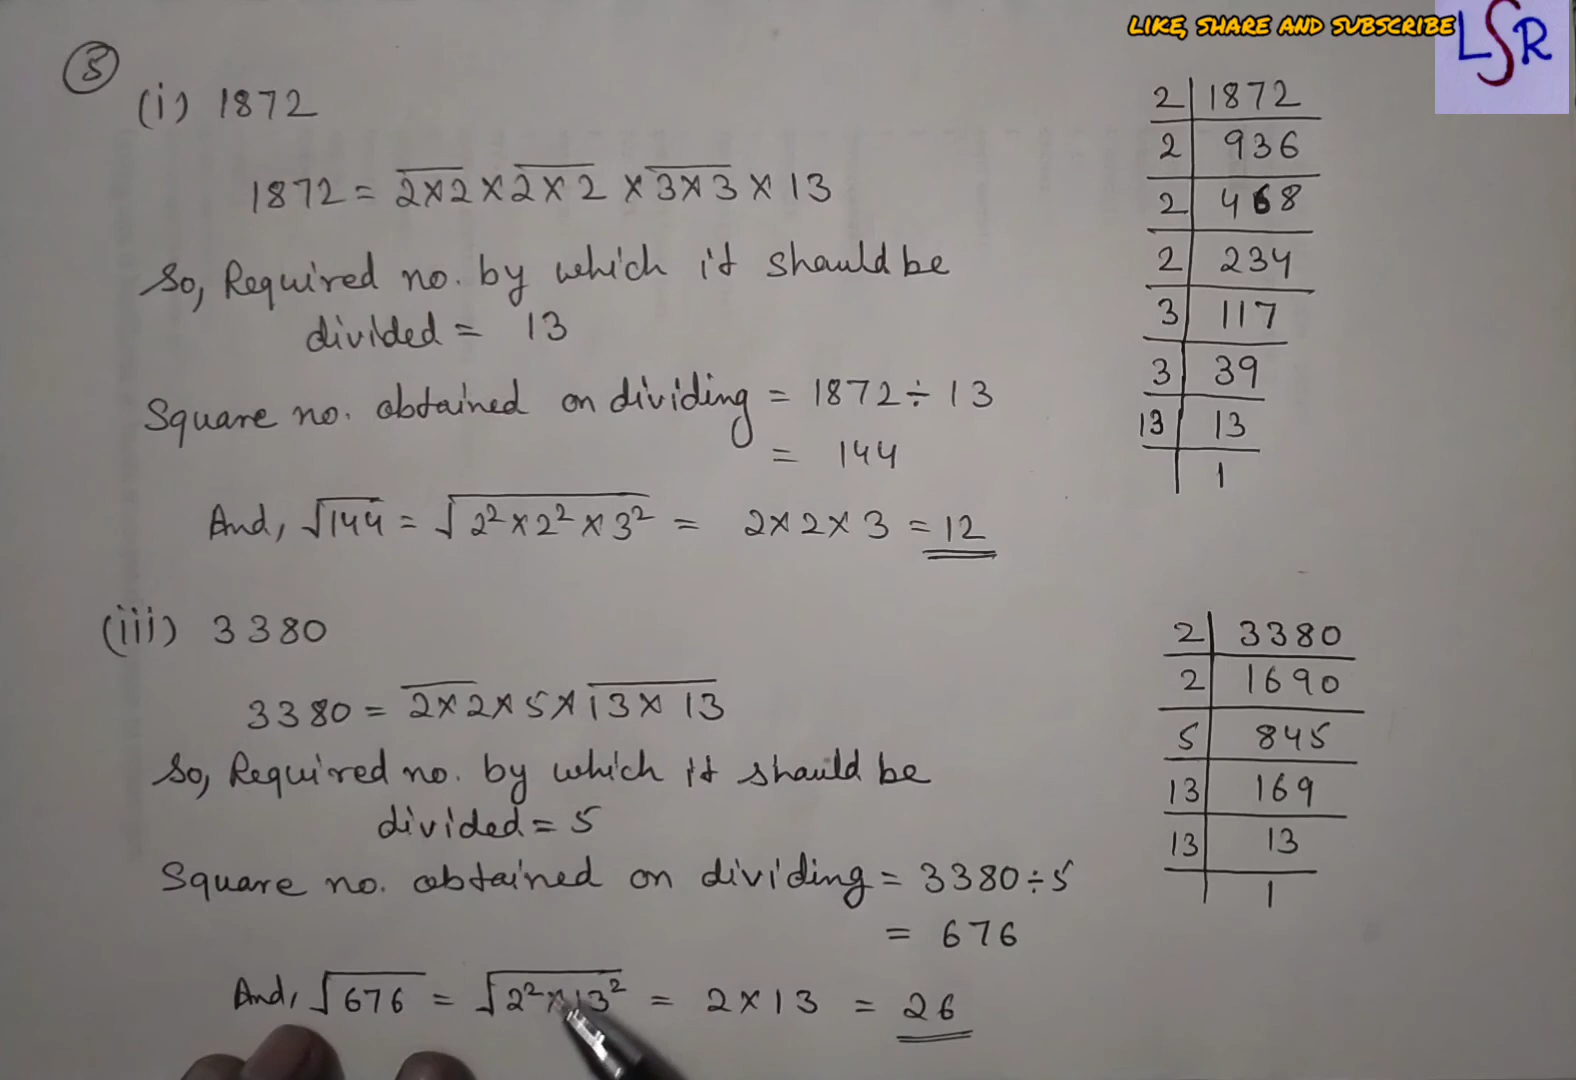 LIKE, SHARE AND SUBSCRIBE
LSR
3
(i) 1872
1872 = 2×2×2×2×3×3×13
So, Required no. by which it should be
divided = 13
Square no. obtained on dividing = 1872÷13
= 144
And, √144 = √2²×2²×3² = 2×2×3 = 12
2 | 1872
2 | 936
2 | 468
2 | 234
3 | 117
3 | 39
13 | 13
| 1
(iii) 3380
3380 = 2×2×5×13×13
So, Required no. by which it should be
divided = 5
Square no. obtained on dividing = 3380÷5
= 676
And, √676 = √2²×13² = 2×13 = 26
2 | 3380
2 | 1690
5 | 845
13 | 169
13 | 13
| 1